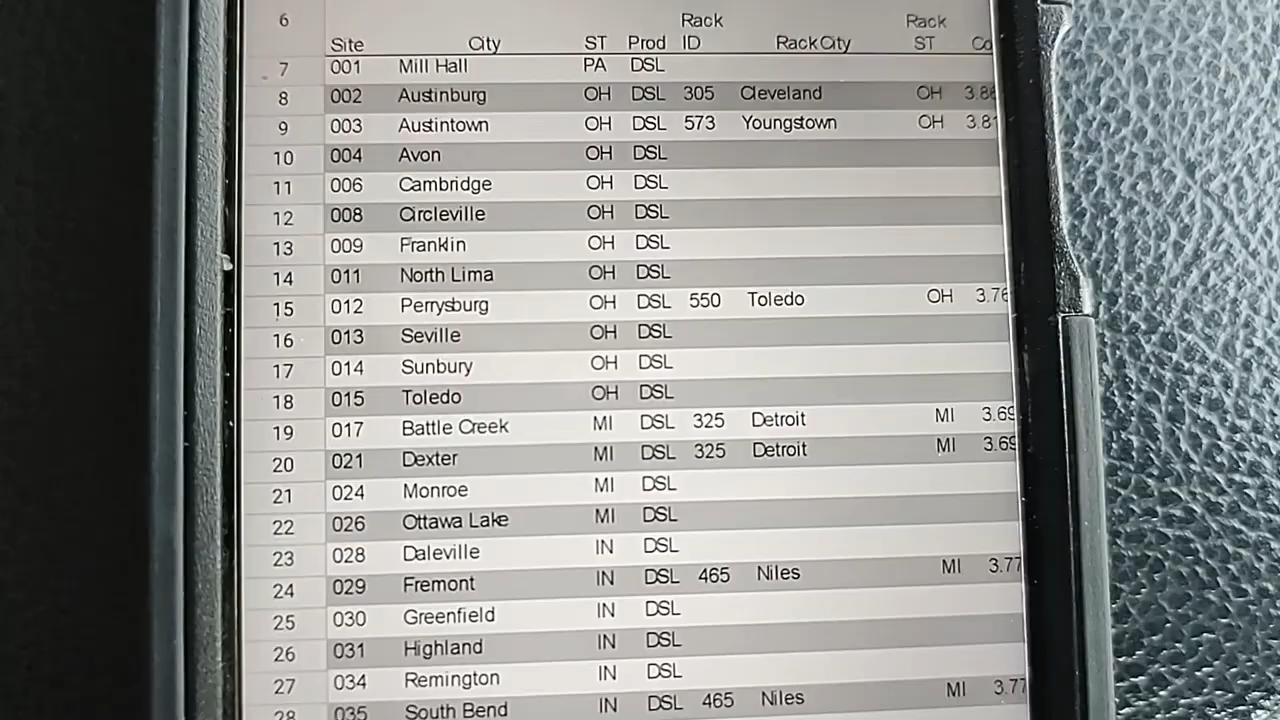 6 Site City ST Prod Rack ID Rack City Rack ST
7 001 Mill Hall PA DSL
8 002 Austinburg OH DSL 305 Cleveland OH
9 003 Austintown OH DSL 573 Youngstown OH
10 004 Avon OH DSL
11 006 Cambridge OH DSL
12 008 Circleville OH DSL
13 009 Franklin OH DSL
14 011 North Lima OH DSL
15 012 Perrysburg OH DSL 550 Toledo OH 3.76
16 013 Seville OH DSL
17 014 Sunbury OH DSL
18 015 Toledo OH DSL
19 017 Battle Creek MI DSL 325 Detroit MI 3.69
20 021 Dexter MI DSL 325 Detroit MI 3.69
21 024 Monroe MI DSL
22 026 Ottawa Lake MI DSL
23 028 Daleville IN DSL
24 029 Fremont IN DSL 465 Niles MI 3.77
25 030 Greenfield IN DSL
26 031 Highland IN DSL
27 034 Remington IN DSL
28 035 South Bend IN DSL 465 Niles MI 3.77